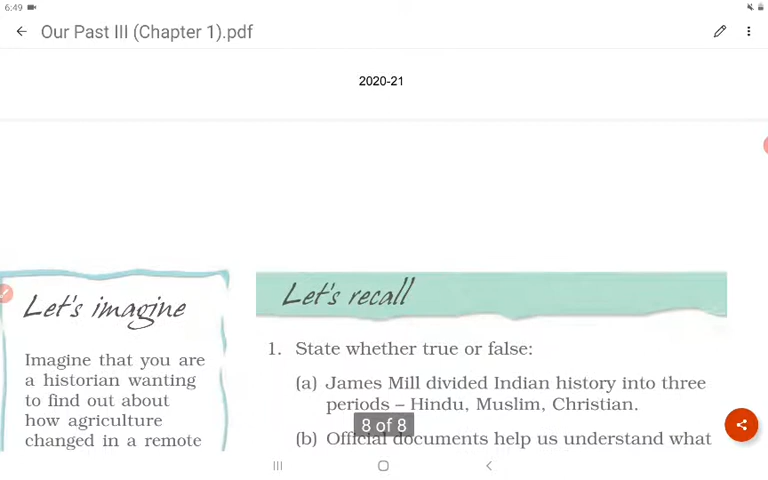 6:49
Our Past III (Chapter 1).pdf
2020-21
Let's imagine
Imagine that you are
a historian wanting
to find out about
how agriculture
changed in a remote
Let's recall
1. State whether true or false:
(a) James Mill divided Indian history into three
periods – Hindu, Muslim, Christian.
8 of 8
(b) Official documents help us understand what